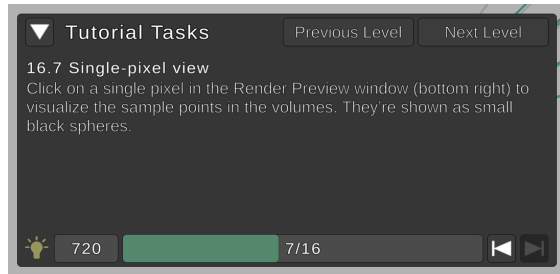 Tutorial Tasks
Previous Level
Next Level
16.7 Single-pixel view
Click on a single pixel in the Render Preview window (bottom right) to
visualize the sample points in the volumes. They're shown as small
black spheres.
720
7/16